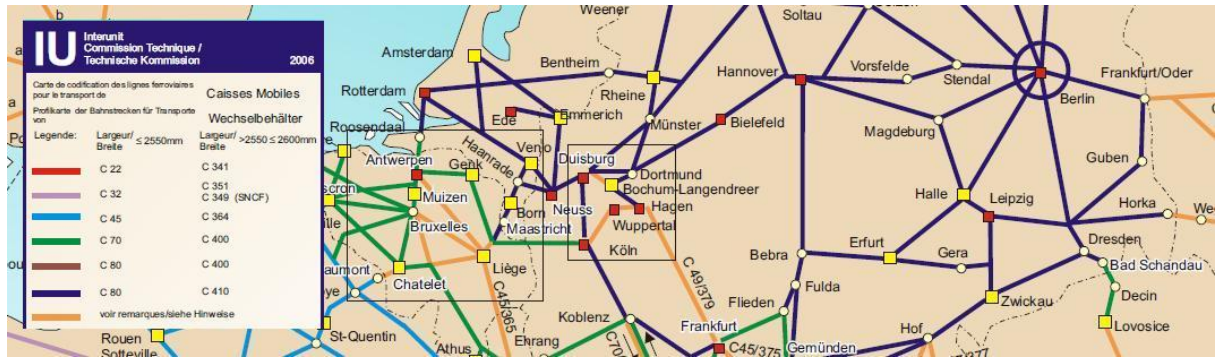 IU
Interunit
Commission Technique /
Technische Kommission
2006
Carte de codification des lignes ferroviaires
pour le transport de
Caisses Mobiles
Profilkarte der Bahnstrecken für Transporte
von
Wechselbehälter
Legende:
Largeur/
Breite
≤ 2550mm
Largeur/
Breite
>2550 ≤ 2600mm
C 22
C 341
C 32
C 351
C 349 (SNCF)
C 45
C 364
C 70
C 400
C 80
C 400
C 80
C 410
voir remarques/siehe Hinweise
b
Weener
Soltau
Amsterdam
Bentheim
Hannover
Vorsfelde
Stendal
Frankfurt/Oder
Rotterdam
Rheine
Berlin
Ede
Emmerich
Münster
Bielefeld
Magdeburg
Roosendaal
Venlo
Duisburg
Guben
Antwerpen
Genk
Haanrade
Dortmund
Bochum-Langendreer
Halle
Leipzig
Muizen
Born
Neuss
Hagen
Horka
Bruxelles
Maastricht
Wuppertal
Dresden
Köln
Bebra
Erfurt
Gera
Bad Schandau
Liège
C 49/379
Chatelet
Fulda
Decin
C45/365
Flieden
Zwickau
Koblenz
Lovosice
St-Quentin
Frankfurt
Hof
Rouen
Sotteville
Athus
Ehrang
C70/
C45/375
Gemünden